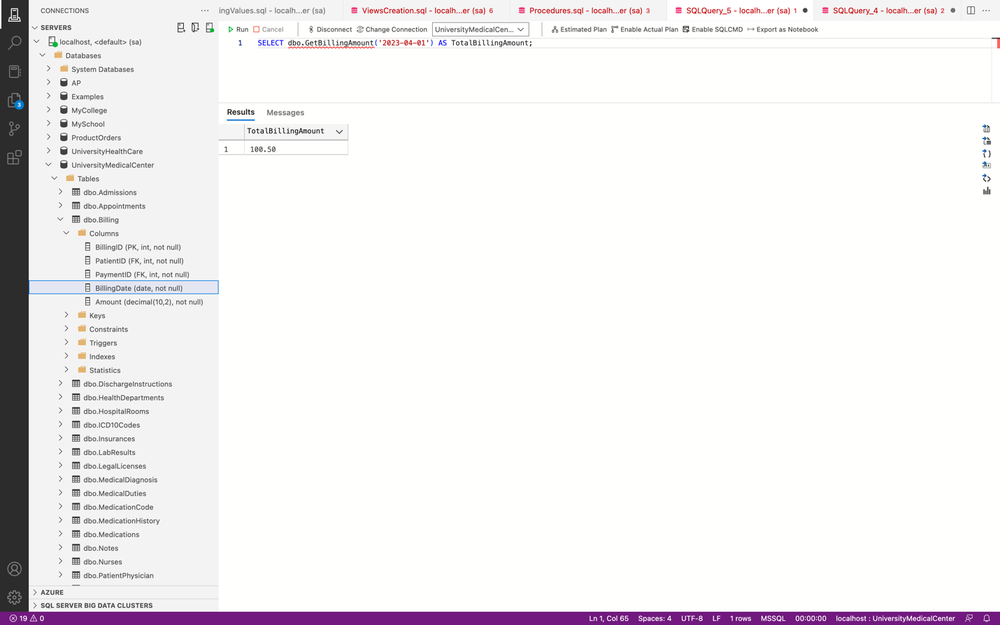 CONNECTIONS
SERVERS
localhost, <default> (sa)
Databases
System Databases
AP
Examples
MyCollege
MySchool
ProductOrders
UniversityHealthCare
UniversityMedicalCenter
Tables
dbo.Admissions
dbo.Appointments
dbo.Billing
Columns
BillingID (PK, int, not null)
PatientID (FK, int, not null)
PaymentID (FK, int, not null)
BillingDate (date, not null)
Amount (decimal(10,2), not null)
Keys
Constraints
Triggers
Indexes
Statistics
dbo.DischargeInstructions
dbo.HealthDepartments
dbo.HospitalRooms
dbo.ICD10Codes
dbo.Insurances
dbo.LabResults
dbo.LegalLicenses
dbo.MedicalDiagnosis
dbo.MedicalDuties
dbo.MedicationCode
dbo.MedicationHistory
dbo.Medications
dbo.Notes
dbo.Nurses
dbo.PatientPhysician
AZURE
SQL SERVER BIG DATA CLUSTERS
3
ingValues.sql - localh...er (sa)
ViewsCreation.sql - localh...er (sa) 6
Procedures.sql - localh...er (sa) 3
SQLQuery_5 - localh...er (sa) 1
SQLQuery_4 - localh...er (sa) 2
Run Cancel Disconnect Change Connection UniversityMedicalCen... Estimated Plan Enable Actual Plan Enable SQLCMD Export as Notebook
1 SELECT dbo.GetBillingAmount('2023-04-01') AS TotalBillingAmount;
Results Messages
TotalBillingAmount
1 100.50
19 0 Ln 1, Col 65 Spaces: 4 UTF-8 LF 1 rows MSSQL 00:00:00 localhost : UniversityMedicalCenter